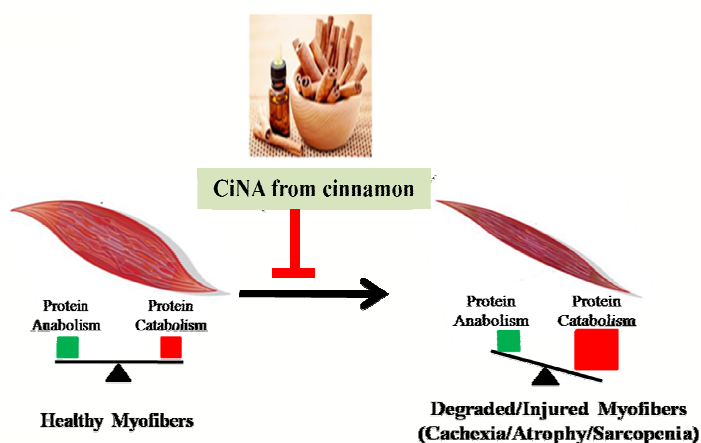 CiNA from cinnamon
Protein
Anabolism
Protein
Catabolism
Healthy Myofibers
Protein
Anabolism
Protein
Catabolism
Degraded/Injured Myofibers
(Cachexia/Atrophy/Sarcopenia)